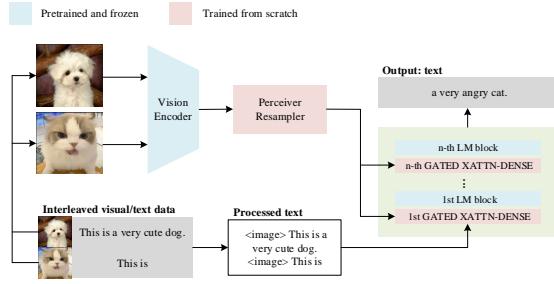 Pretrained and frozen
Trained from scratch
Output: text
a very angry cat.
Vision
Encoder
Perceiver
Resampler
n-th LM block
n-th GATED XATTN-DENSE
1st LM block
1st GATED XATTN-DENSE
Interleaved visual/text data
This is a very cute dog.
This is
Processed text
<image> This is a
very cute dog.
<image> This is